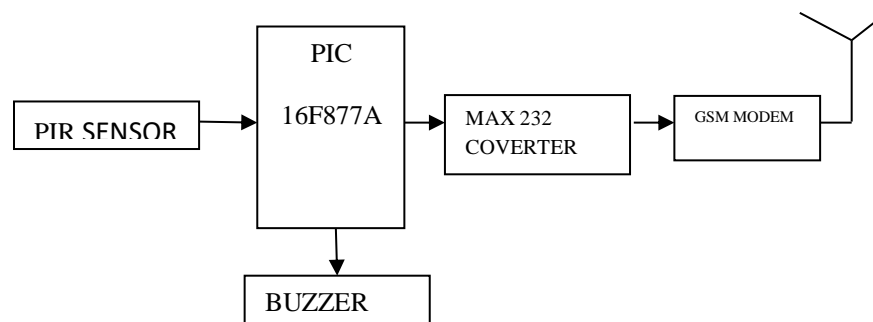 PIC
16F877A
PIR SENSOR
MAX 232
COVERTER
GSM MODEM
BUZZER